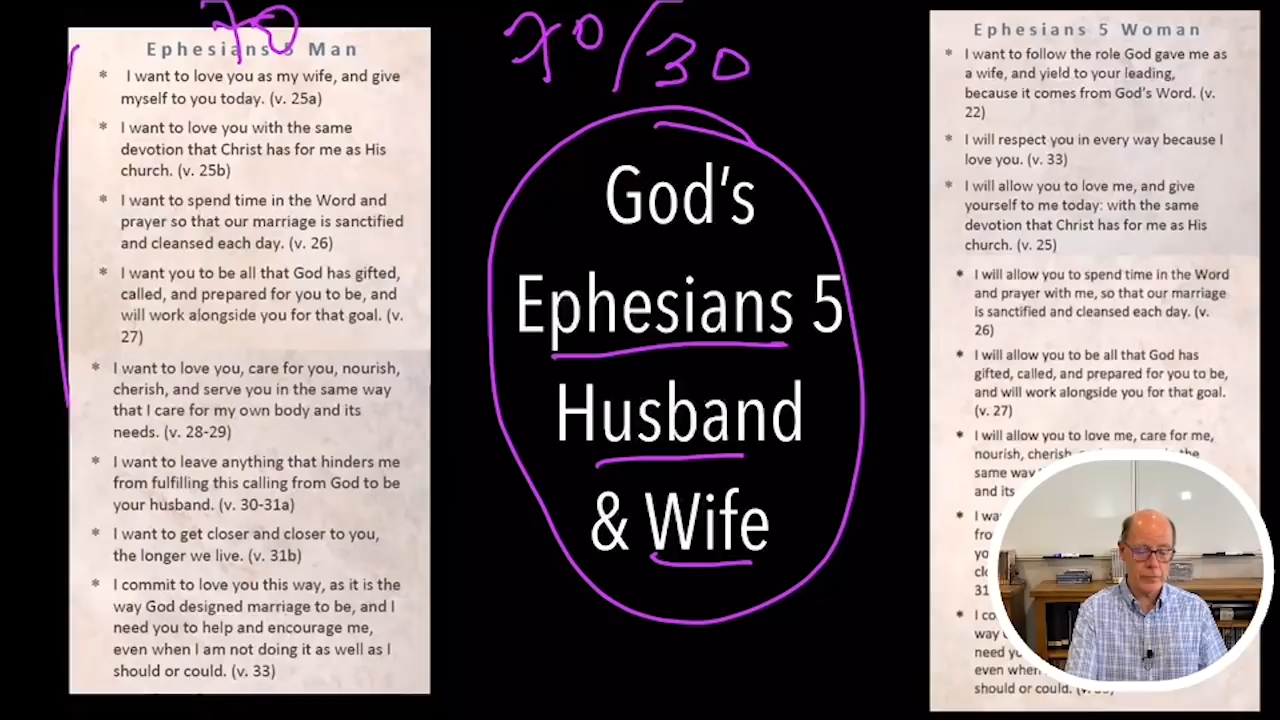 70
Ephesians 5 Man
* I want to love you as my wife, and give
myself to you today. (v. 25a)
* I want to love you with the same
devotion that Christ has for me as His
church. (v. 25b)
* I want to spend time in the Word and
prayer so that our marriage is sanctified
and cleansed each day. (v. 26)
* I want you to be all that God has gifted,
called, and prepared for you to be, and
will work alongside you for that goal. (v.
27)
* I want to love you, care for you, nourish,
cherish, and serve you in the same way
that I care for my own body and its
needs. (v. 28-29)
* I want to leave anything that hinders me
from fulfilling this calling from God to be
your husband. (v. 30-31a)
* I want to get closer and closer to you,
the longer we live. (v. 31b)
* I commit to love you this way, as it is the
way God designed marriage to be, and I
need you to help and encourage me,
even when I am not doing it as well as I
should or could. (v. 33)
70/30
God's
Ephesians 5
Husband
& Wife
Ephesians 5 Woman
* I want to follow the role God gave me as
a wife, and yield to your leading,
because it comes from God's Word. (v.
22)
* I will respect you in every way because I
love you. (v. 33)
* I will allow you to love me, and give
yourself to me today: with the same
devotion that Christ has for me as His
church. (v. 25)
* I will allow you to spend time in the Word
and prayer with me, so that our marriage
is sanctified and cleansed each day. (v.
26)
* I will allow you to be all that God has
gifted, called, and prepared for you to be,
and will work alongside you for that goal.
(v. 27)
* I will allow you to love me, care for me,
nourish, cherish, the
same way
and its
* I wa
fro
yo
clo
31
* I co
way
need yo
even when
should or could. (v. 33)